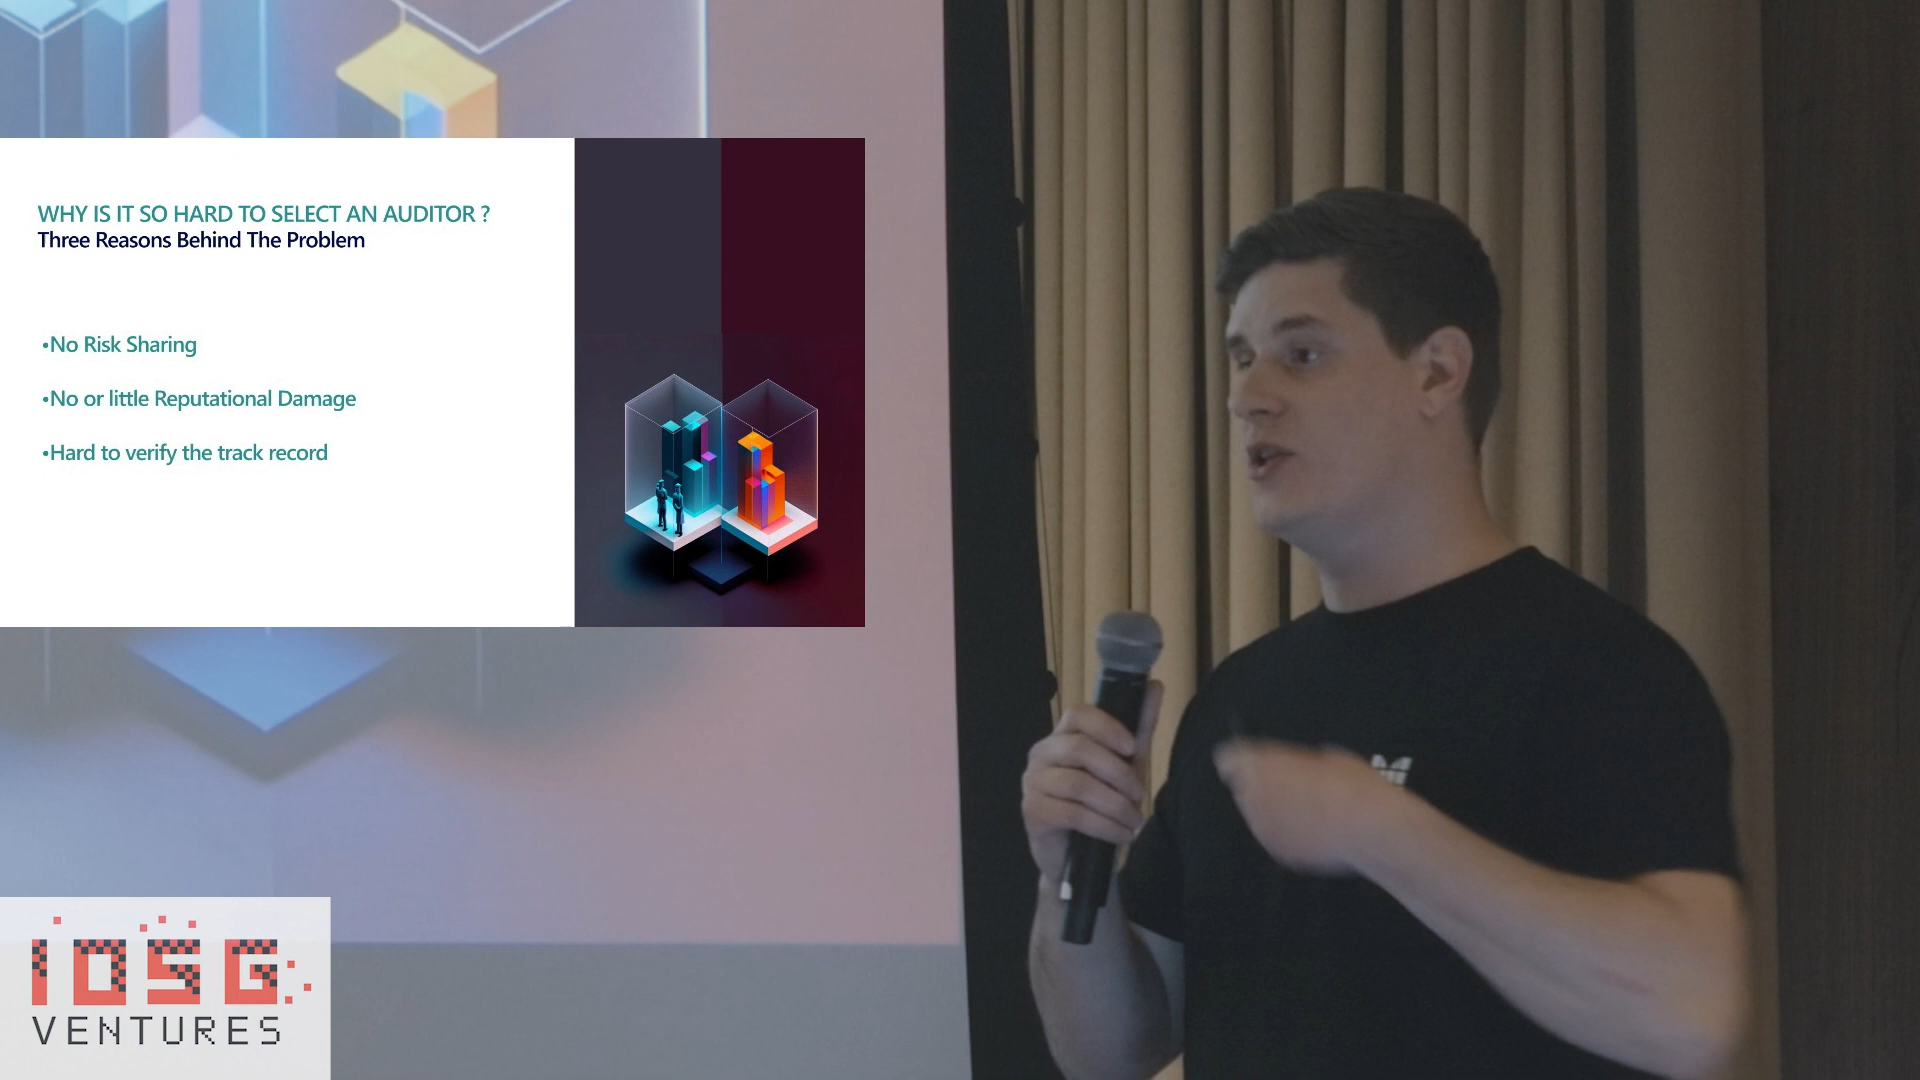 WHY IS IT SO HARD TO SELECT AN AUDITOR ?
Three Reasons Behind The Problem
•No Risk Sharing
•No or little Reputational Damage
•Hard to verify the track record
IOSG
VENTURES